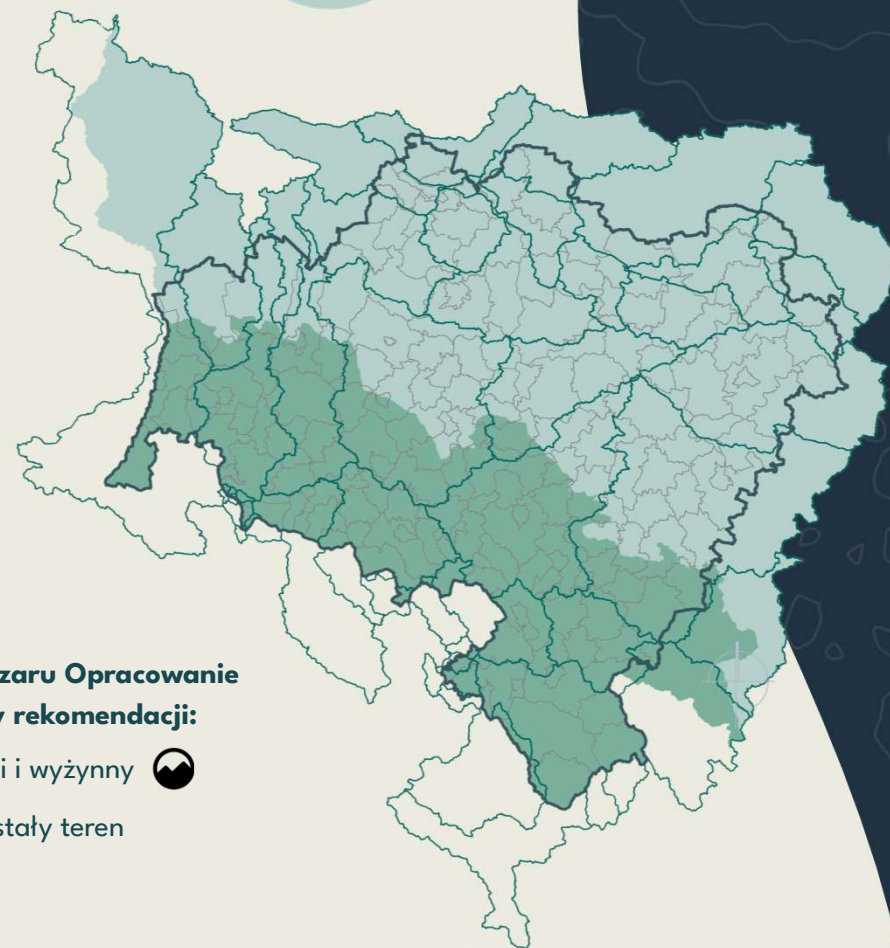 zaru Opracowanie
y rekomendacji:
i i wyżynny
stały teren